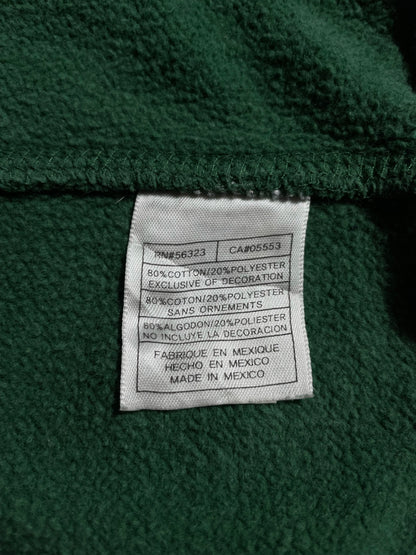 RN#56323 CA#05553
80%COTTON/20%POLYESTER
EXCLUSIVE OF DECORATION
80%COTON/20%POLYESTER
SANS ORNEMENTS
80%ALGODON/20%POLIESTER
NO INCLUYE LA DECORACION
FABRIQUE EN MEXIQUE
HECHO EN MEXICO
MADE IN MEXICO